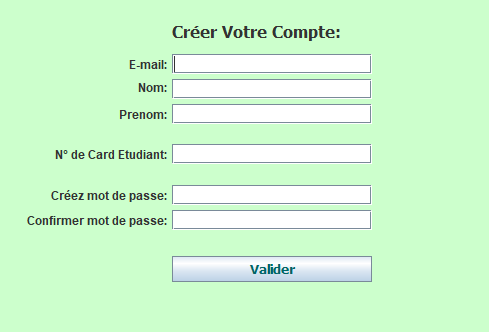 Créer Votre Compte:
E-mail:
Nom:
Prenom:
N° de Card Etudiant:
Créez mot de passe:
Confirmer mot de passe:
Valider